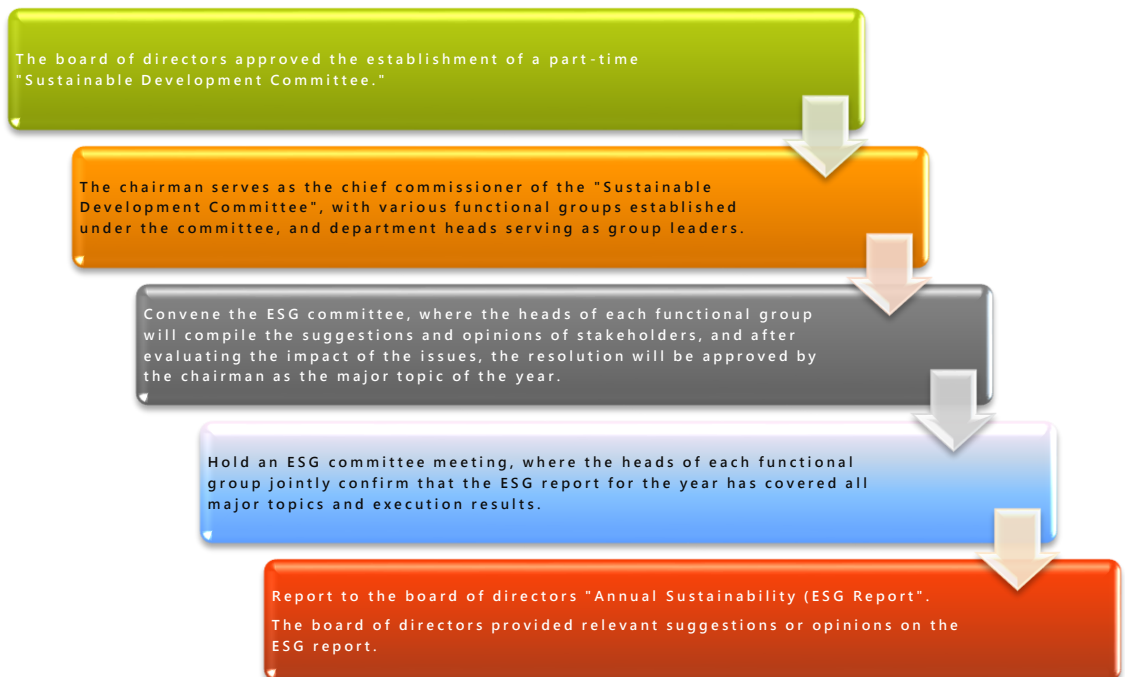 The board of directors approved the establishment of a part-time
"Sustainable Development Committee."
The chairman serves as the chief commissioner of the "Sustainable
Development Committee", with various functional groups established
under the committee, and department heads serving as group leaders.
Convene the ESG committee, where the heads of each functional group
will compile the suggestions and opinions of stakeholders, and after
evaluating the impact of the issues, the resolution will be approved by
the chairman as the major topic of the year.
Hold an ESG committee meeting, where the heads of each functional
group jointly confirm that the ESG report for the year has covered all
major topics and execution results.
Report to the board of directors "Annual Sustainability (ESG Report".
The board of directors provided relevant suggestions or opinions on the
ESG report.